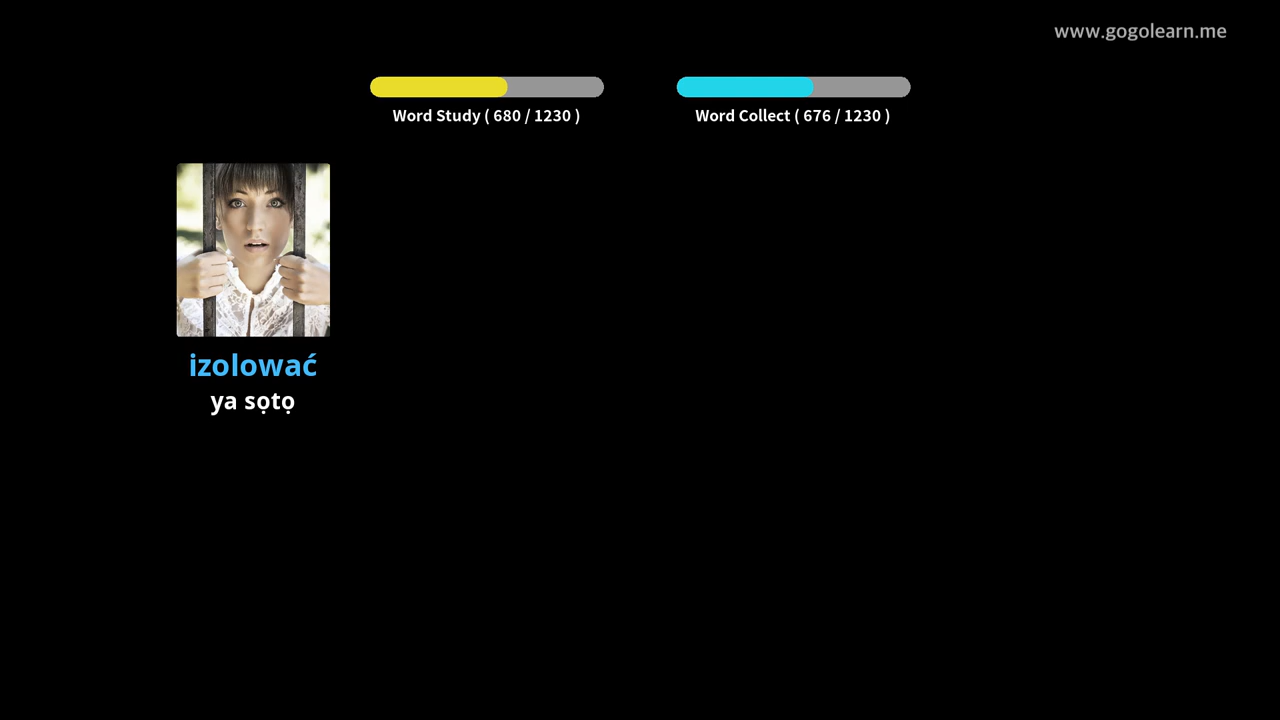 www.gogolearn.me
Word Study ( 680 / 1230 )
Word Collect ( 676 / 1230 )
izolować
ya sọtọ